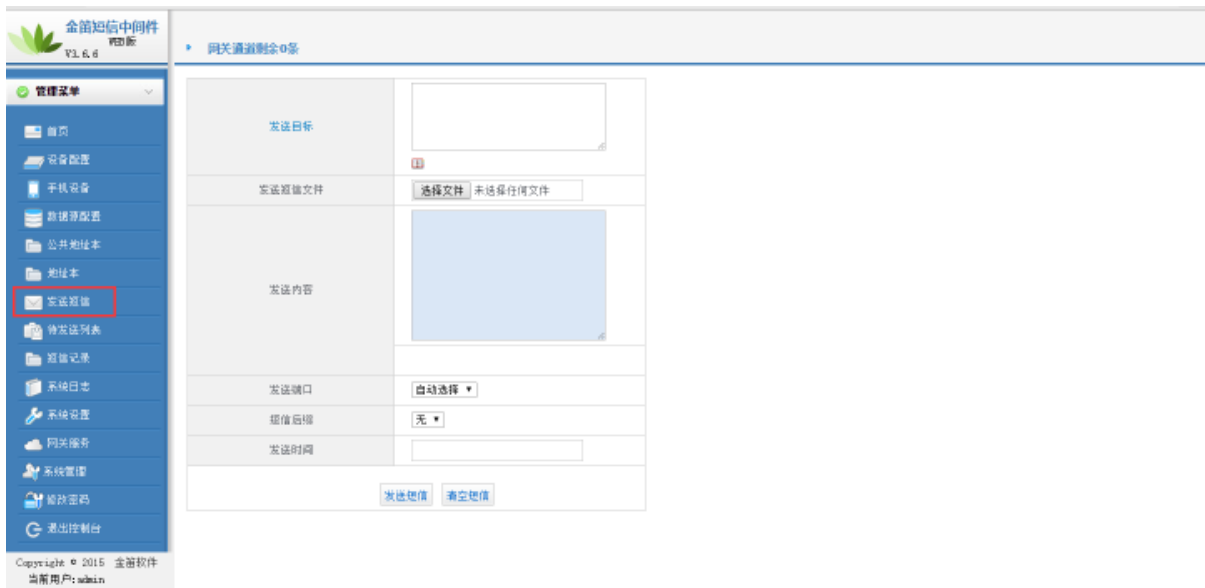 金笛短信中间件
WEB版
V3.6.6
网关通道剩余0条
管理菜单
首页
设备配置
手机设备
数据源配置
公共地址本
地址本
发送短信
待发送列表
短信记录
系统日志
系统设置
网关服务
系统管理
修改密码
退出控制台
Copyright © 2015 金笛软件
当前用户:admin
发送目标
发送短信文件
选择文件 未选择任何文件
发送内容
发送端口
自动选择
短信后缀
无
发送时间
发送短信 清空短信